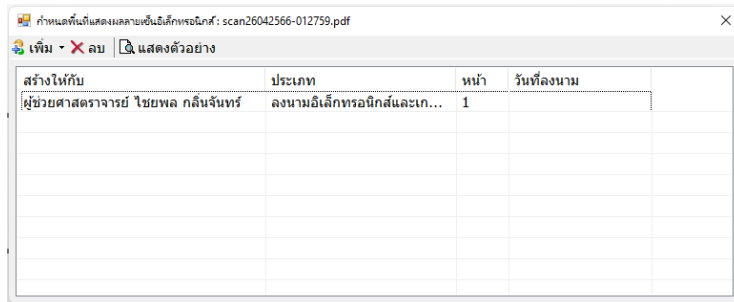 กำหนดพื้นที่แสดงผลลายเซ็นอิเล็กทรอนิกส์ : scan26042566-012759.pdf
เพิ่ม ลบ แสดงตัวอย่าง
สร้างให้กับ ประเภท หน้า วันที่ลงนาม
ผู้ช่วยศาสตราจารย์ ไชยพล กลิ่นจันทร์ ลงนามอิเล็กทรอนิกส์และเก... 1